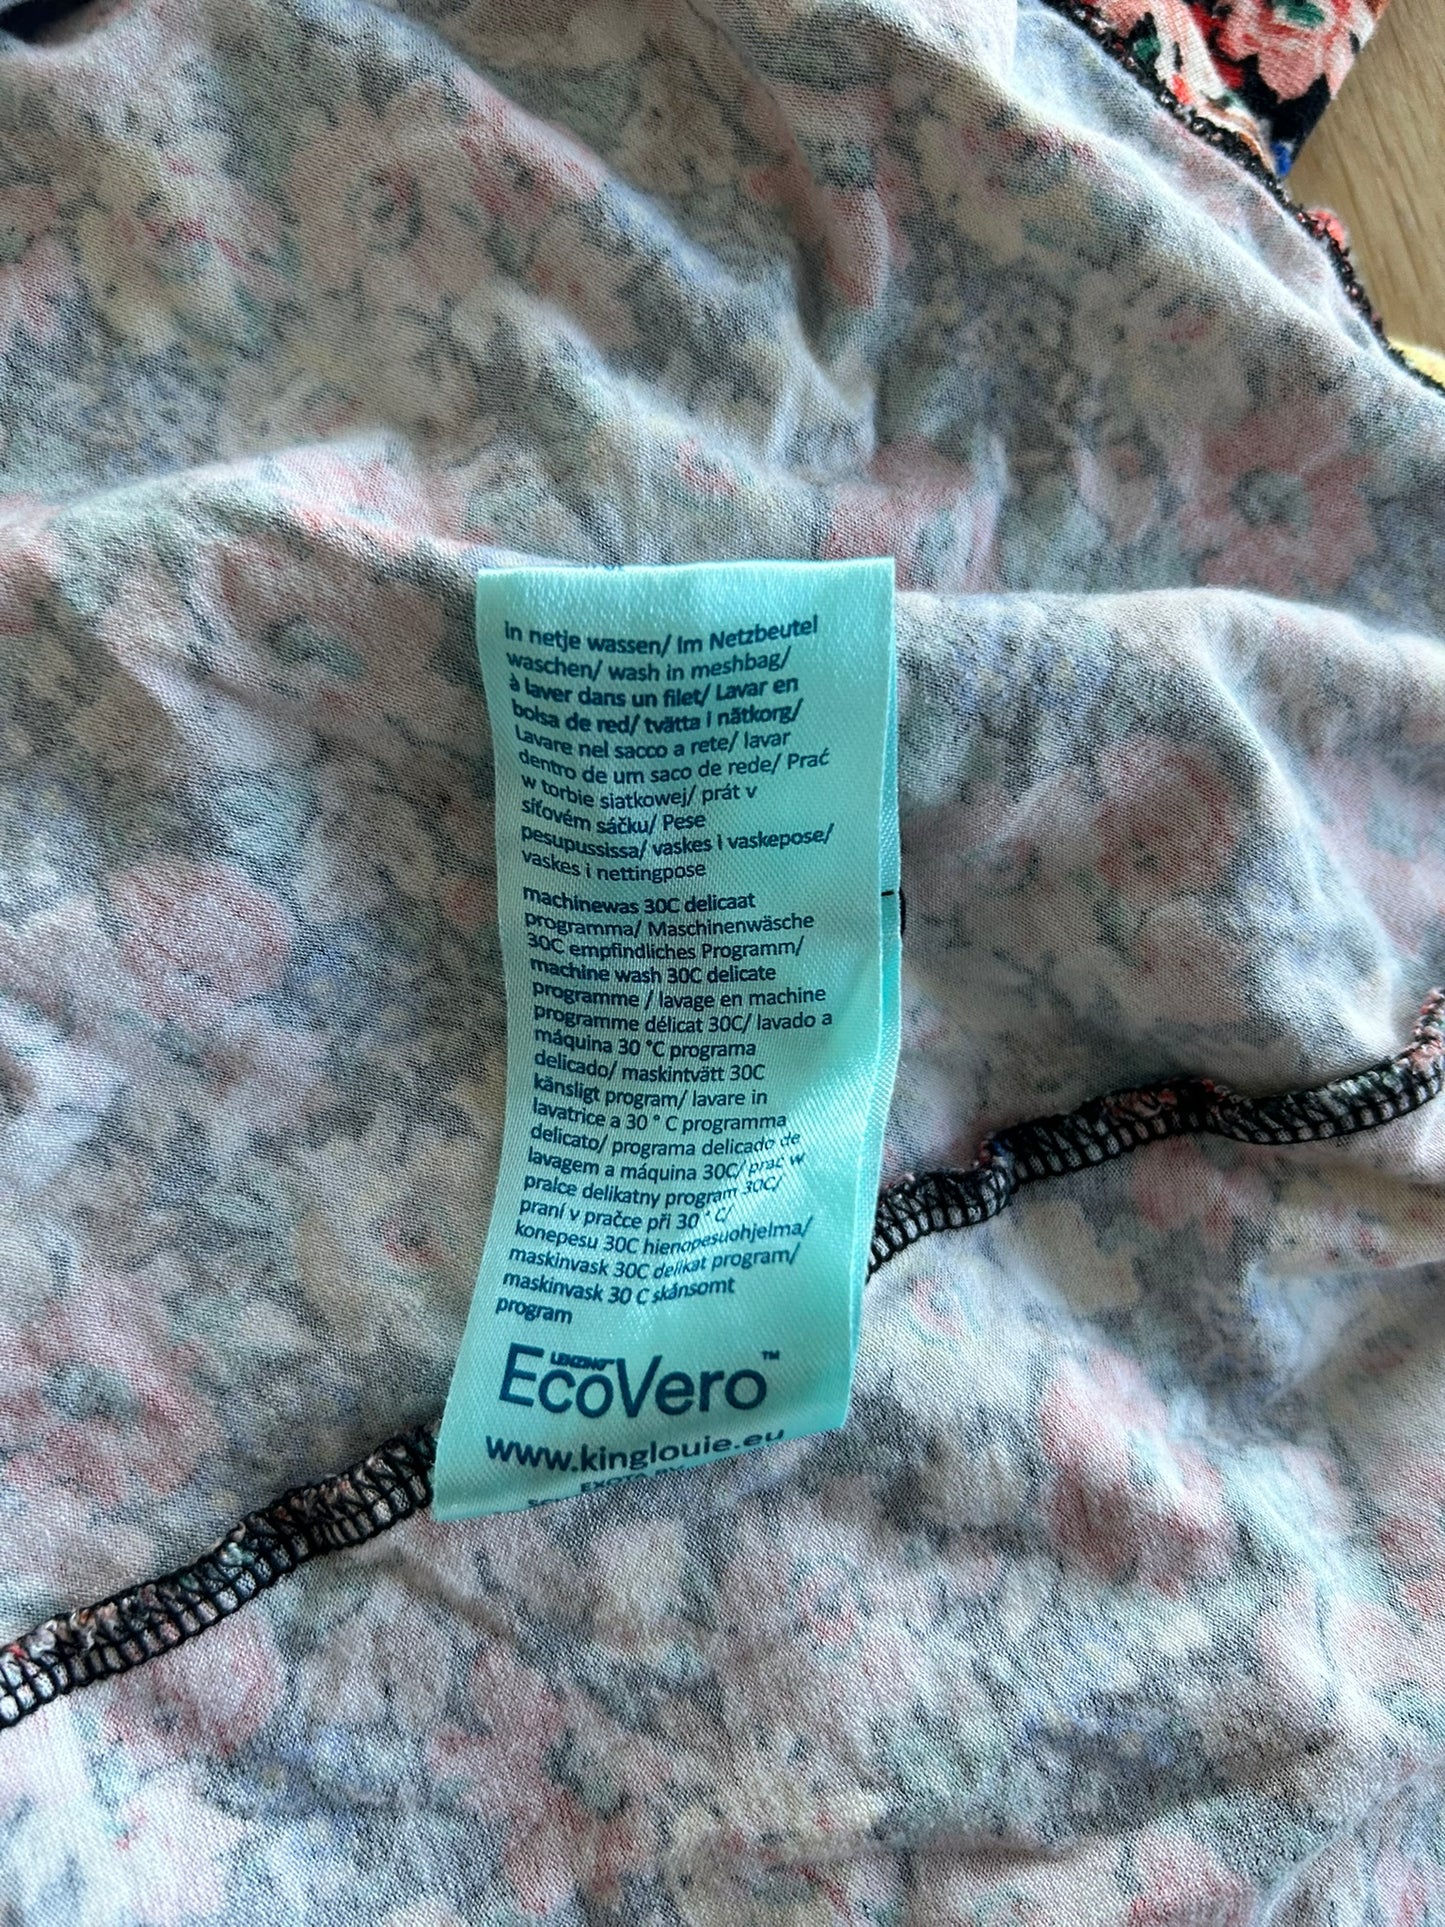 in netje wassen/ Im Netzbeutel
waschen/ wash in meshbag/
à laver dans un filet/ Lavar en
bolsa de red/ tvätta i nätkorg/
Lavare nel sacco a rete/ lavar
dentro de um saco de rede/ Prać
w torbie siatkowej/ prát v
síťovém sáčku/ Pese
pesupussissa/ vaskes i vaskepose/
vaskes i nettingpose
machinewas 30C delicaat
programma/ Maschinenwäsche
30C empfindliches Programm/
machine wash 30C delicate
programme / lavage en machine
programme délicat 30C/ lavado a
máquina 30 °C programa
delicado/ maskintvätt 30C
känsligt program/ lavare in
lavatrice a 30 ° C programma
delicato/ programa delicado de
lavagem a máquina 30C/ prać w
pralce delikatny program 30C/
praní v pračce při 30 ° C/
konepesu 30C hienopesuohjelma/
maskinvask 30C delikat program/
maskinvask 30 C skånsomt
program
LENZING™
EcoVero™
www.kinglouie.eu